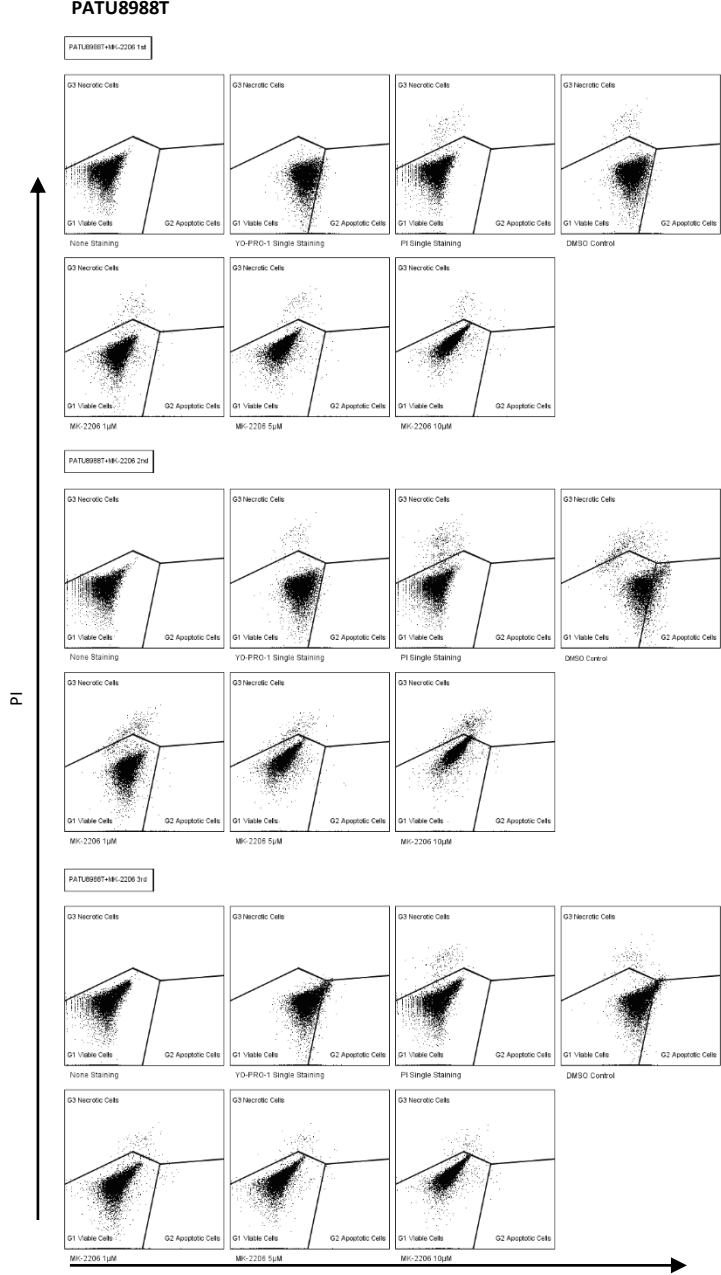 PATU8988T
PATU8988T+MK-2206 1st
G3 Necrotic Cells
G1 Viable Cells
G2 Apoptotic Cells
None Staining
G3 Necrotic Cells
G1 Viable Cells
G2 Apoptotic Cells
YO-PRO-1 Single Staining
G3 Necrotic Cells
G1 Viable Cells
G2 Apoptotic Cells
PI Single Staining
G3 Necrotic Cells
G1 Viable Cells
G2 Apoptotic Cells
DMSO Control
G3 Necrotic Cells
G1 Viable Cells
G2 Apoptotic Cells
MK-2206 1μM
G3 Necrotic Cells
G1 Viable Cells
G2 Apoptotic Cells
MK-2206 5μM
G3 Necrotic Cells
G1 Viable Cells
G2 Apoptotic Cells
MK-2206 10μM
PATU8988T+MK-2206 2nd
G3 Necrotic Cells
G1 Viable Cells
G2 Apoptotic Cells
None Staining
G3 Necrotic Cells
G1 Viable Cells
G2 Apoptotic Cells
YO-PRO-1 Single Staining
G3 Necrotic Cells
G1 Viable Cells
G2 Apoptotic Cells
PI Single Staining
G3 Necrotic Cells
G1 Viable Cells
G2 Apoptotic Cells
DMSO Control
PI
G3 Necrotic Cells
G1 Viable Cells
G2 Apoptotic Cells
MK-2206 1μM
G3 Necrotic Cells
G1 Viable Cells
G2 Apoptotic Cells
MK-2206 5μM
G3 Necrotic Cells
G1 Viable Cells
G2 Apoptotic Cells
MK-2206 10μM
PATU8988T+MK-2206 3rd
G3 Necrotic Cells
G1 Viable Cells
G2 Apoptotic Cells
None Staining
G3 Necrotic Cells
G1 Viable Cells
G2 Apoptotic Cells
YO-PRO-1 Single Staining
G3 Necrotic Cells
G1 Viable Cells
G2 Apoptotic Cells
PI Single Staining
G3 Necrotic Cells
G1 Viable Cells
G2 Apoptotic Cells
DMSO Control
G3 Necrotic Cells
G1 Viable Cells
G2 Apoptotic Cells
MK-2206 1μM
G3 Necrotic Cells
G1 Viable Cells
G2 Apoptotic Cells
MK-2206 5μM
G3 Necrotic Cells
G1 Viable Cells
G2 Apoptotic Cells
MK-2206 10μM